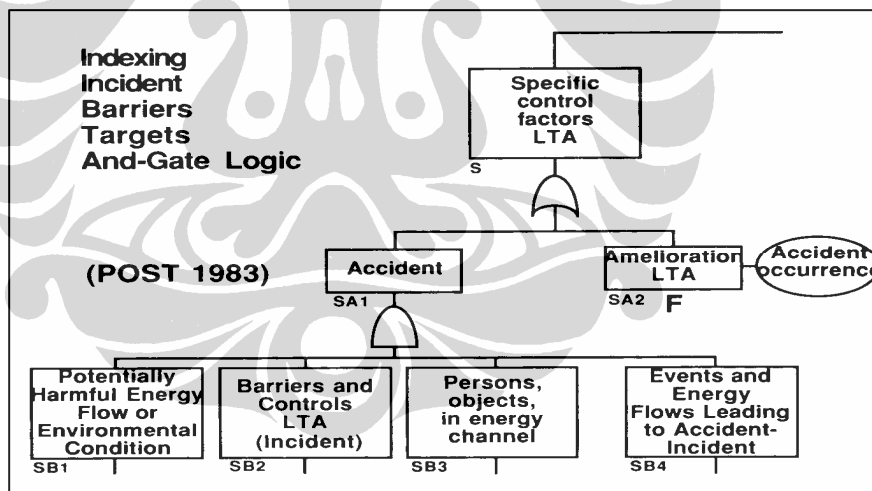 Indexing
Incident
Barriers
Targets
And-Gate Logic
(POST 1983)
Specific
control
factors
LTA
S
Accident
SA1
Amelioration
LTA
SA2
F
Accident
occurrence
Potentially
Harmful Energy
Flow or
Environmental
Condition
SB1
Barriers and
Controls
LTA
(Incident)
SB2
Persons,
objects,
in energy
channel
SB3
Events and
Energy
Flows Leading
to Accident-
Incident
SB4